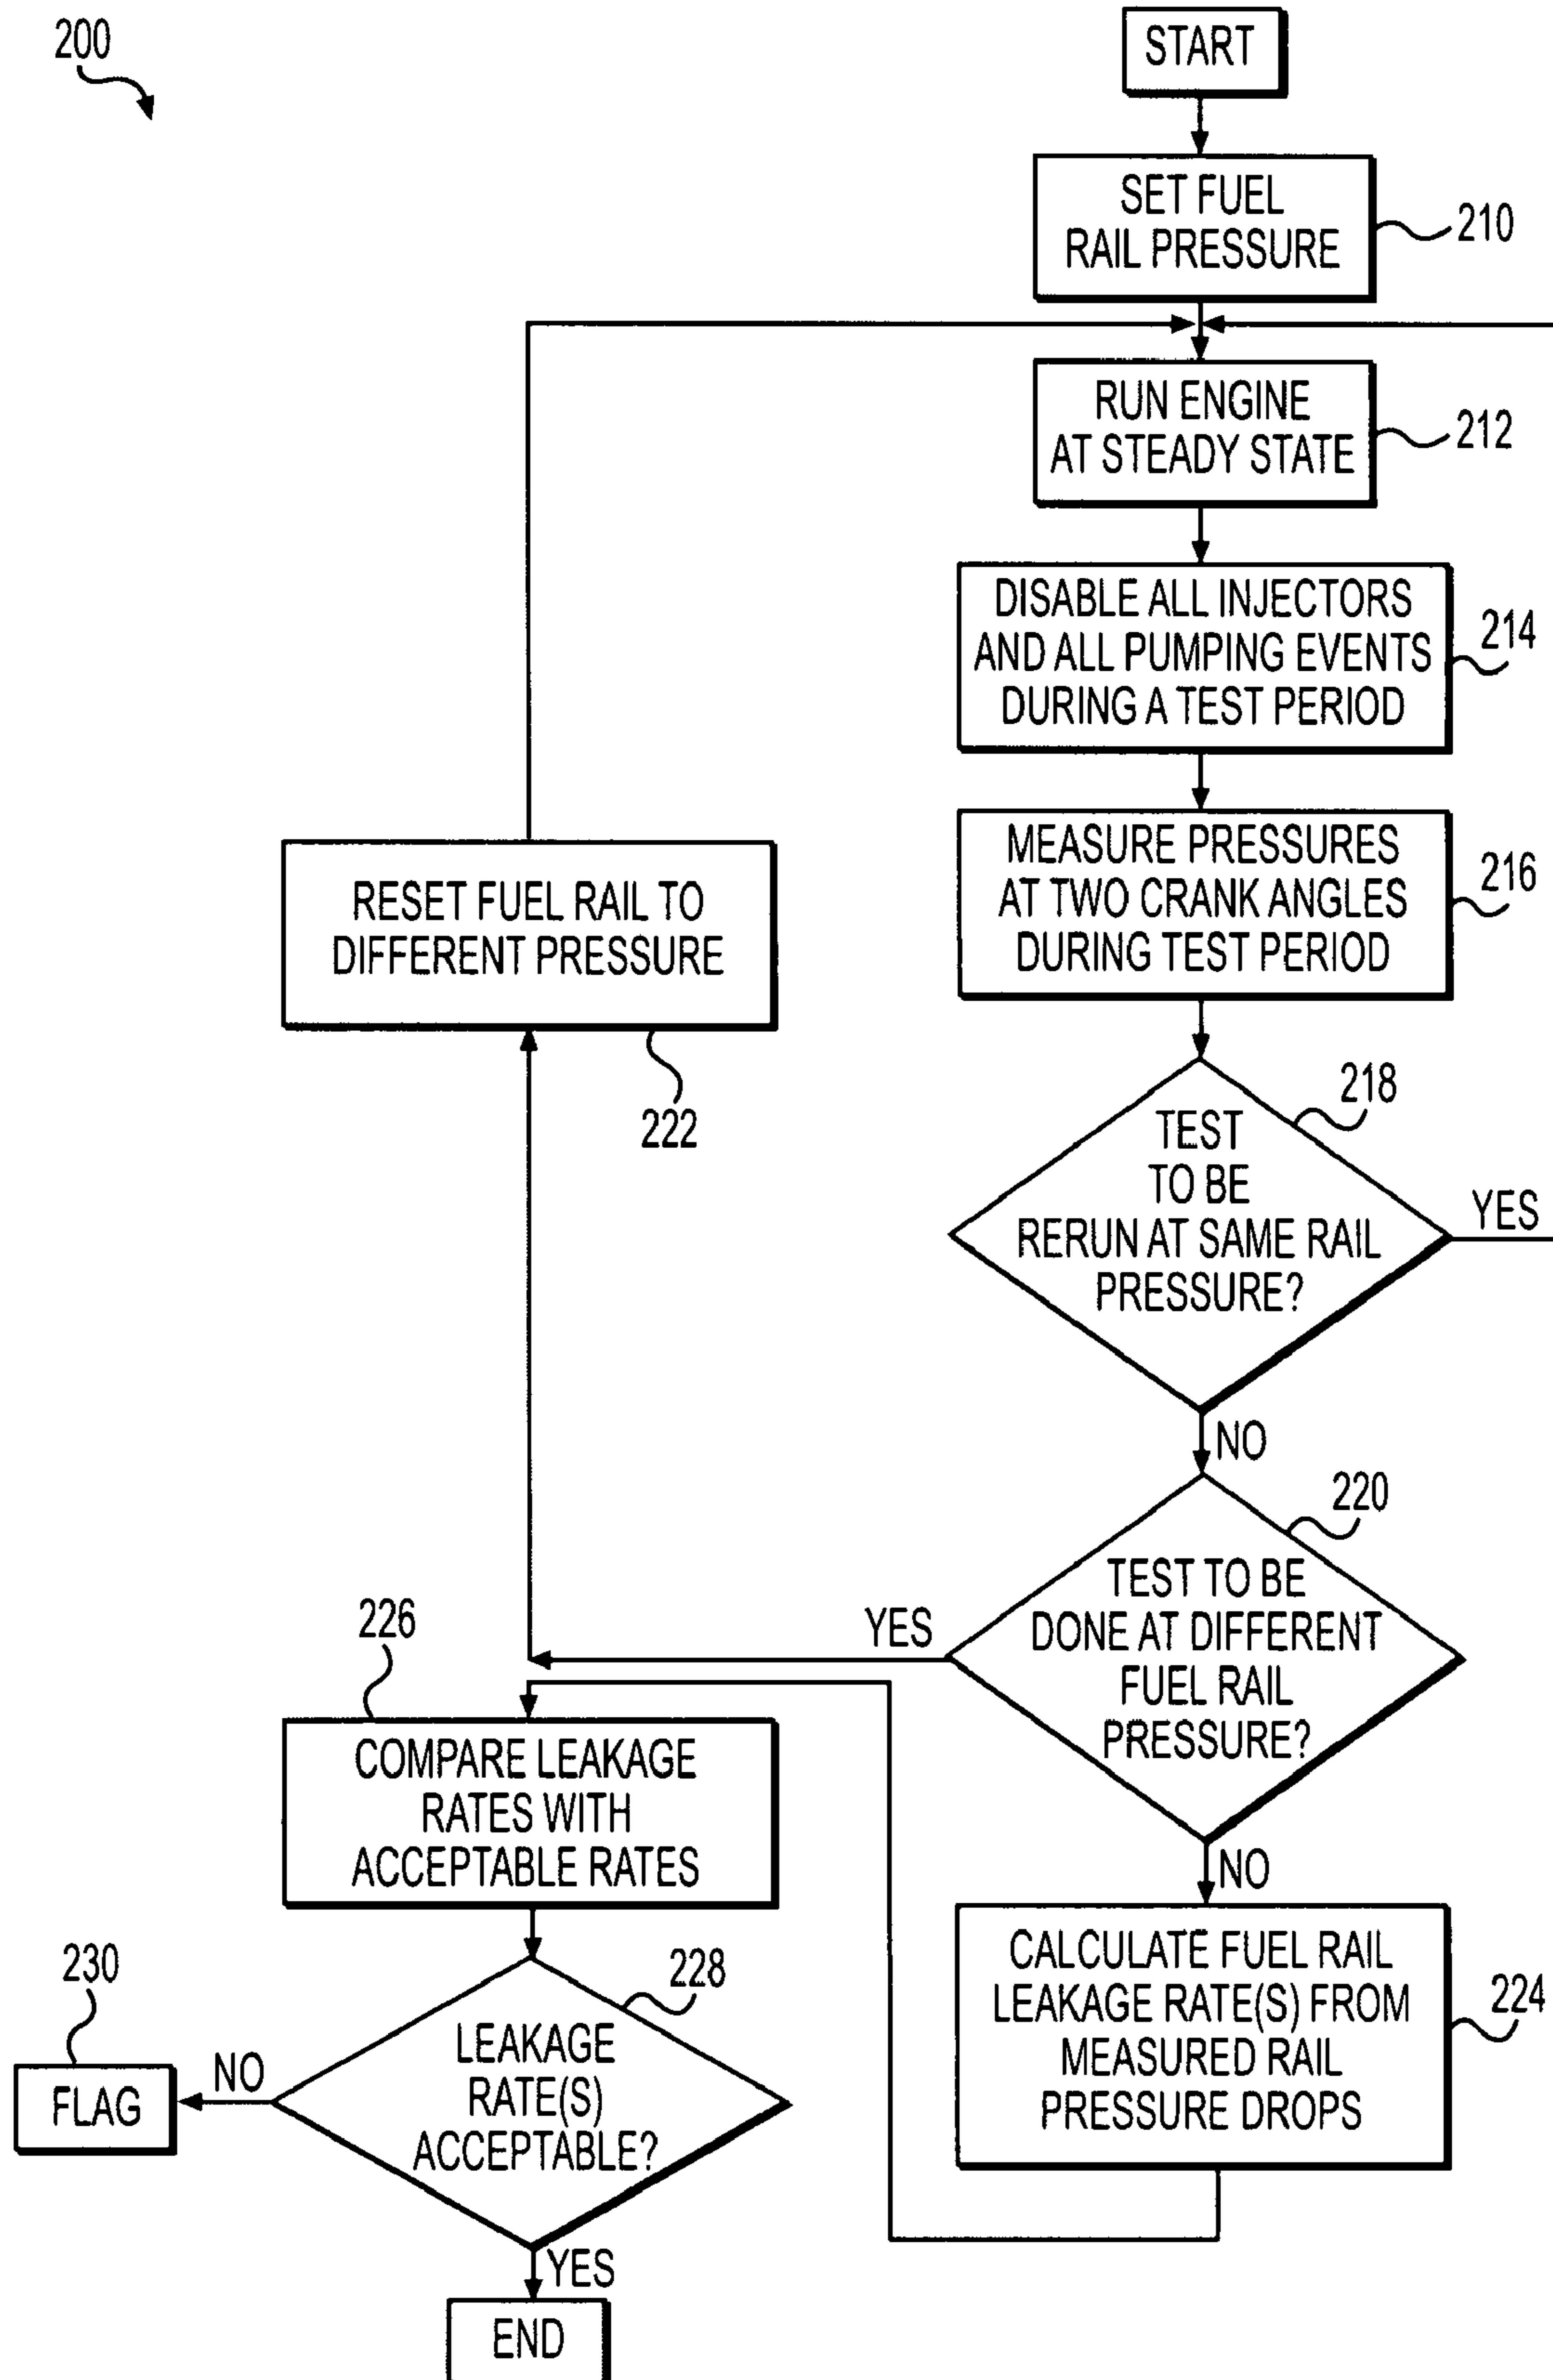 200
START
SET FUEL
RAIL PRESSURE
210
RUN ENGINE
AT STEADY STATE
212
DISABLE ALL INJECTORS
AND ALL PUMPING EVENTS
DURING A TEST PERIOD
214
MEASURE PRESSURES
AT TWO CRANK ANGLES
DURING TEST PERIOD
216
RESET FUEL RAIL TO
DIFFERENT PRESSURE
222
218
TEST
TO BE
RERUN AT SAME RAIL
PRESSURE?
YES
NO
220
TEST TO BE
DONE AT DIFFERENT
FUEL RAIL
PRESSURE?
YES
NO
226
COMPARE LEAKAGE
RATES WITH
ACCEPTABLE RATES
CALCULATE FUEL RAIL
LEAKAGE RATE(S) FROM
MEASURED RAIL
PRESSURE DROPS
224
228
LEAKAGE
RATE(S)
ACCEPTABLE?
NO
230
FLAG
YES
END